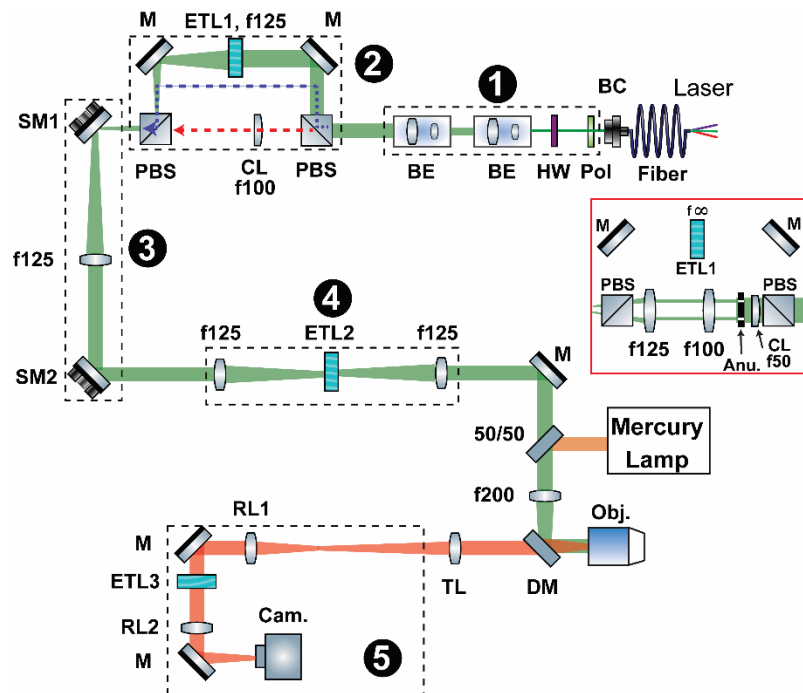 M
ETL1, f125
M
2
1
BC
Laser
SM1
PBS
CL
f100
PBS
BE
BE
HW
Pol
Fiber
f125
3
f∞
M
M
ETL1
PBS
PBS
f125
f100
Anu.
CL
f50
4
f125
ETL2
f125
SM2
M
50/50
Mercury
Lamp
f200
RL1
Obj.
M
ETL3
TL
DM
RL2
Cam.
M
5